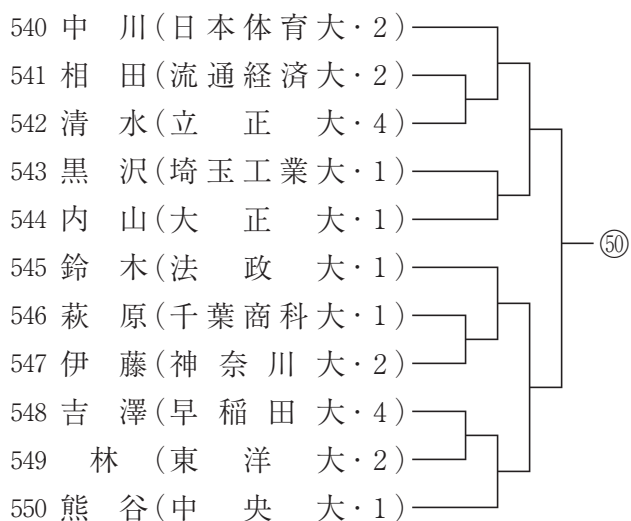 540 中川(日本体育大・2)
541 相田(流通経済大・2)
542 清水(立正大・4)
543 黒沢(埼玉工業大・1)
544 内山(大正大・1)
545 鈴木(法政大・1)
546 萩原(千葉商科大・1)
547 伊藤(神奈川大・2)
548 吉澤(早稲田大・4)
549 林(東洋大・2)
550 熊谷(中央大・1)
㊿